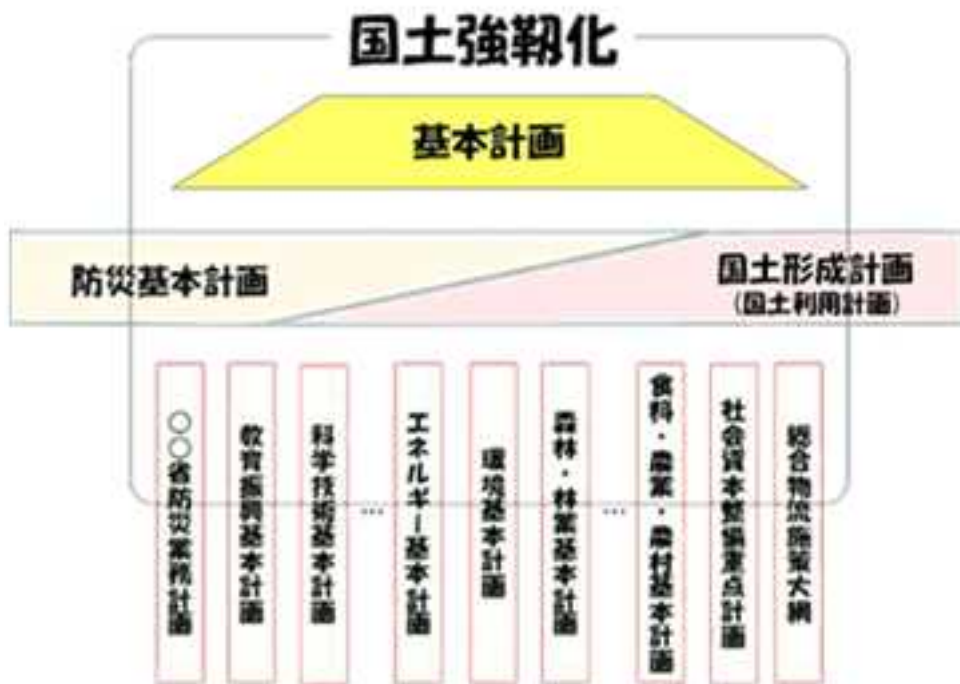 国土強靱化
基本計画
防災基本計画
国土形成計画
(国土利用計画)
○○省防災業務計画
教育振興基本計画
科学技術基本計画
…
エネルギー基本計画
環境基本計画
森林・林業基本計画
…
食料・農業・農村基本計画
社会資本整備重点計画
総合物流施策大綱